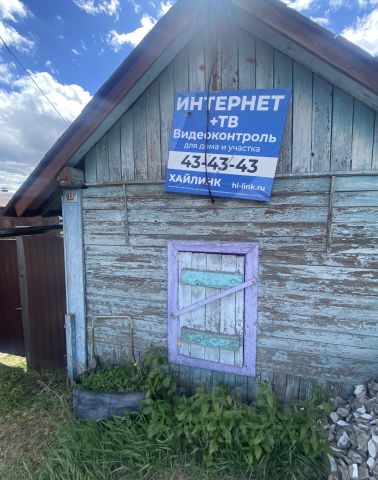 ИНТЕРНЕТ
+ТВ
Видеоконтроль
для дома и участка
43-43-43
ХАЙЛИНК hi-link.ru